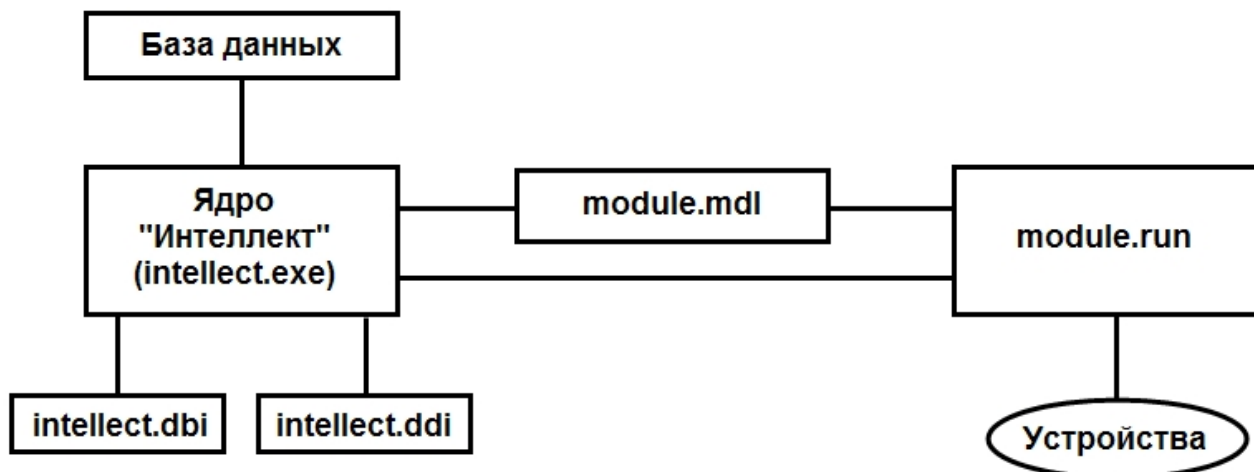 База данных
Ядро
"Интеллект"
(intellect.exe)
module.mdl
module.run
intellect.dbi
intellect.ddi
Устройства